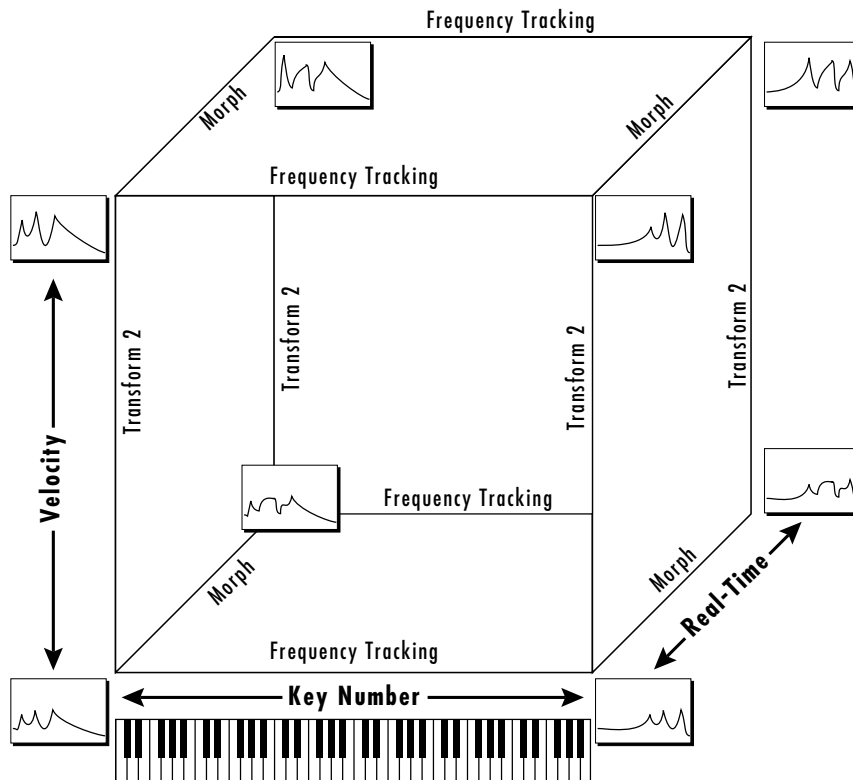 Frequency Tracking
Morph
Morph
Frequency Tracking
Transform 2
Transform 2
Transform 2
Transform 2
Velocity
Frequency Tracking
Morph
Morph
Real-Time
Frequency Tracking
Key Number